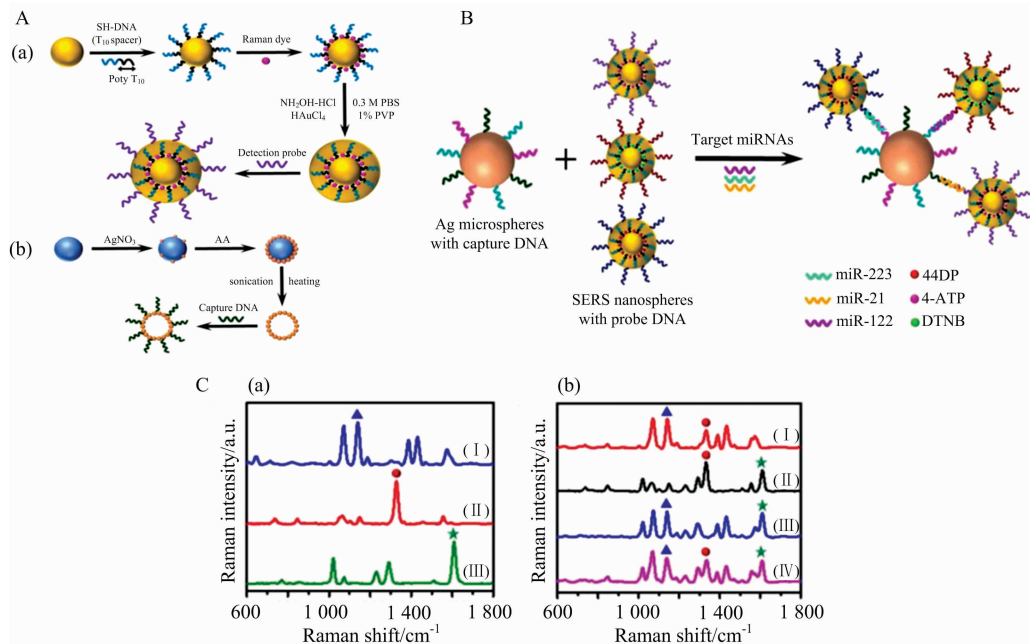 A
(a)
SH-DNA
(T₁₀ spacer)
Poty T₁₀
Raman dye
NH₂OH-HCl
HAuCl₄
0.3 M PBS
1% PVP
Detection probe
(b)
AgNO₃
AA
sonication
heating
Capture DNA
B
Ag microspheres
with capture DNA
+
SERS nanospheres
with probe DNA
Target miRNAs
miR-223
miR-21
miR-122
44DP
4-ATP
DTNB
C
(a)
(Ⅰ)
(Ⅱ)
(Ⅲ)
Raman intensity/a.u.
600
1 000
1 400
1 800
Raman shift/cm⁻¹
(b)
(Ⅰ)
(Ⅱ)
(Ⅲ)
(Ⅳ)
Raman intensity/a.u.
600
1 000
1 400
1 800
Raman shift/cm⁻¹